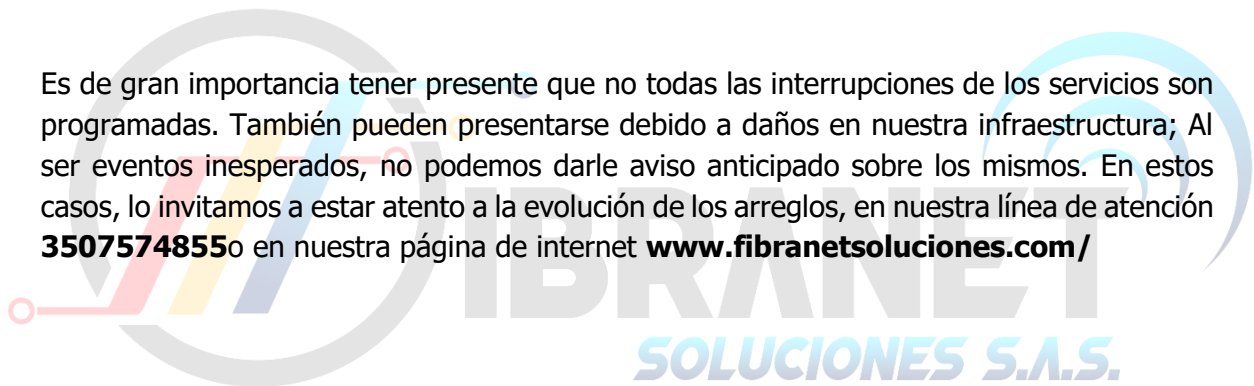 Es de gran importancia tener presente que no todas las interrupciones de los servicios son
programadas. También pueden presentarse debido a daños en nuestra infraestructura; Al
ser eventos inesperados, no podemos darle aviso anticipado sobre los mismos. En estos
casos, lo invitamos a estar atento a la evolución de los arreglos, en nuestra línea de atención
3507574855o en nuestra página de internet www.fibranetsoluciones.com/
IBRANET
SOLUCIONES S.A.S.